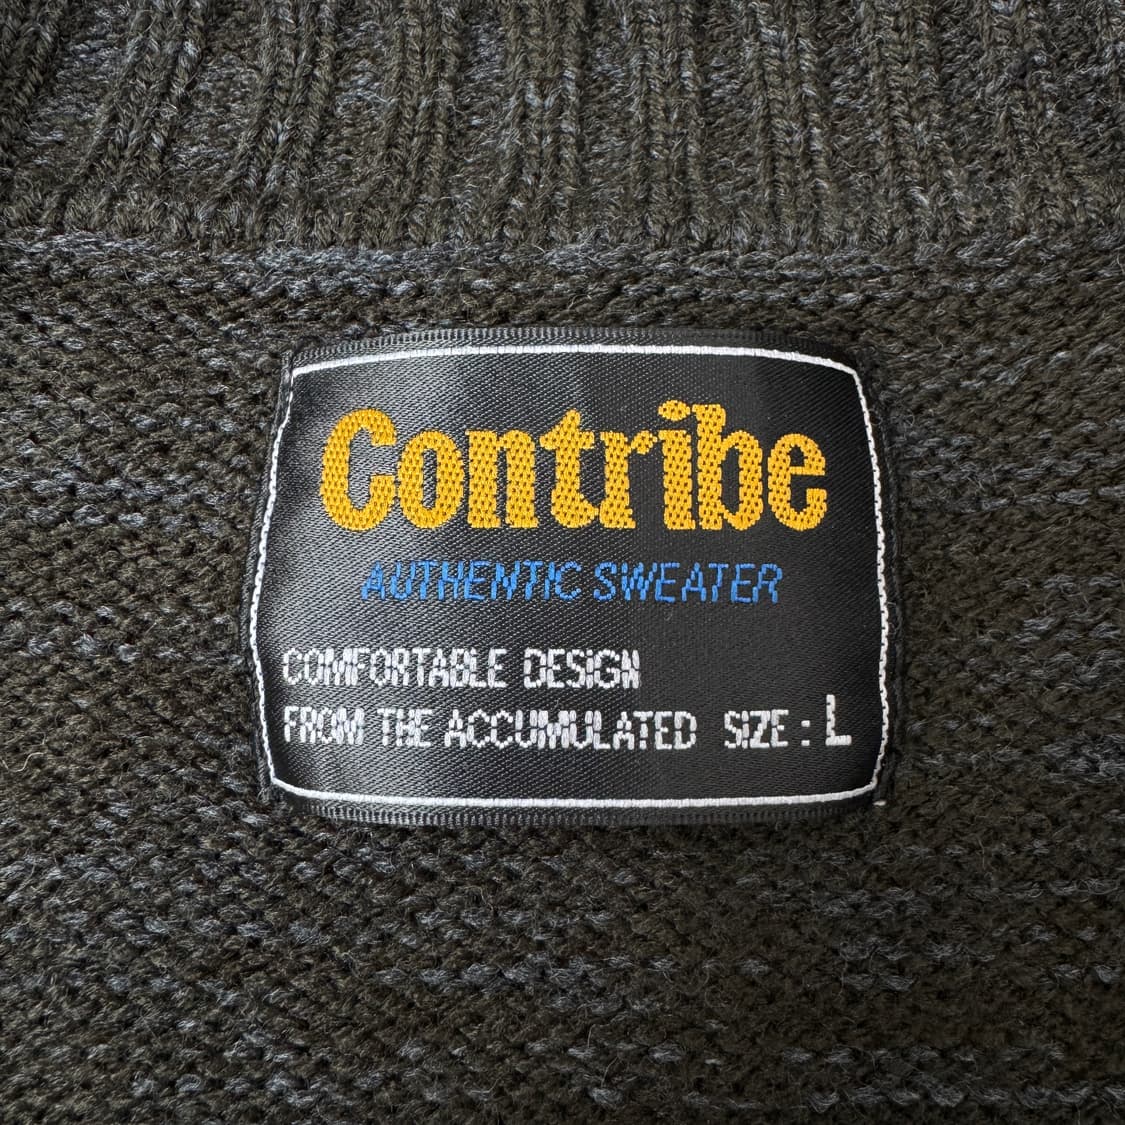 Contribe
AUTHENTIC SWEATER
COMFORTABLE DESIGN
FROM THE ACCUMULATED SIZE : L